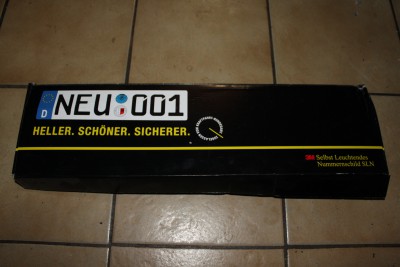 D
NEU 001
HELLER. SCHÖNER. SICHERER.
3M Selbst Leuchtendes
Nummernschild SLN